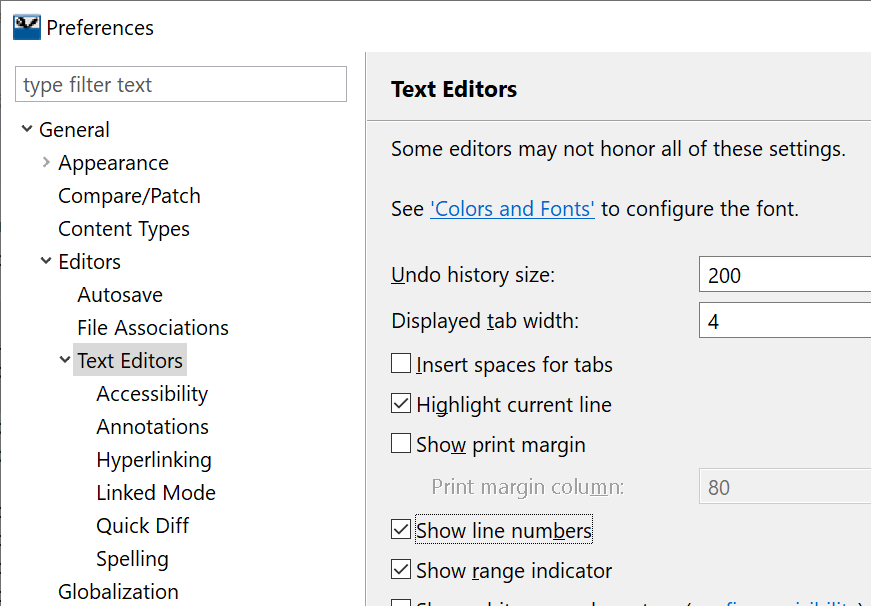 Preferences
type filter text
General
Appearance
Compare/Patch
Content Types
Editors
Autosave
File Associations
Text Editors
Accessibility
Annotations
Hyperlinking
Linked Mode
Quick Diff
Spelling
Globalization
Text Editors
Some editors may not honor all of these settings.
See 'Colors and Fonts' to configure the font.
Undo history size: 200
Displayed tab width: 4
Insert spaces for tabs
Highlight current line
Show print margin
Print margin column: 80
Show line numbers
Show range indicator